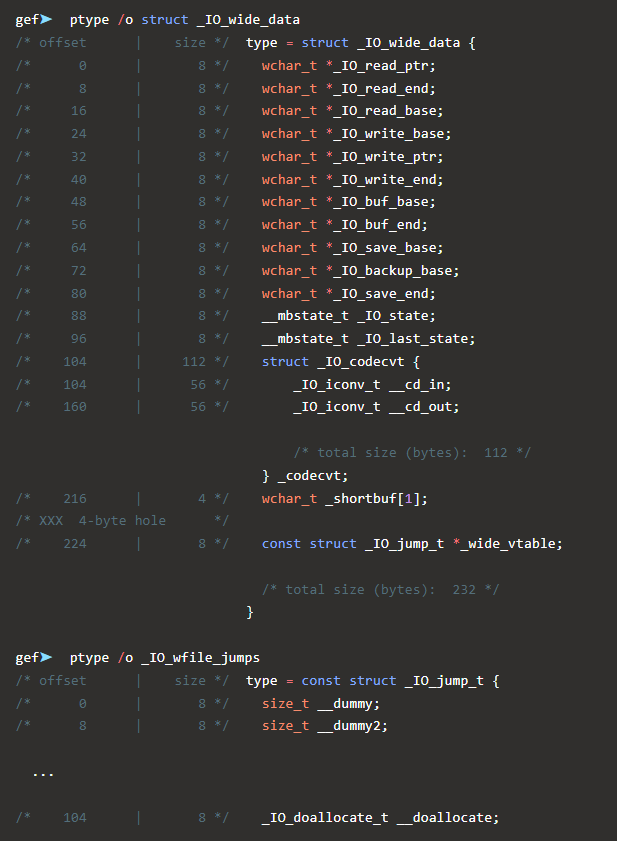 gef➤  ptype /o struct _IO_wide_data
/* offset      |    size */  type = struct _IO_wide_data {
/*      0      |       8 */    wchar_t *_IO_read_ptr;
/*      8      |       8 */    wchar_t *_IO_read_end;
/*     16      |       8 */    wchar_t *_IO_read_base;
/*     24      |       8 */    wchar_t *_IO_write_base;
/*     32      |       8 */    wchar_t *_IO_write_ptr;
/*     40      |       8 */    wchar_t *_IO_write_end;
/*     48      |       8 */    wchar_t *_IO_buf_base;
/*     56      |       8 */    wchar_t *_IO_buf_end;
/*     64      |       8 */    wchar_t *_IO_save_base;
/*     72      |       8 */    wchar_t *_IO_backup_base;
/*     80      |       8 */    wchar_t *_IO_save_end;
/*     88      |       8 */    __mbstate_t _IO_state;
/*     96      |       8 */    __mbstate_t _IO_last_state;
/*    104      |     112 */    struct _IO_codecvt {
/*    104      |      56 */        _IO_iconv_t __cd_in;
/*    160      |      56 */        _IO_iconv_t __cd_out;
                                   /* total size (bytes):  112 */
                               } _codecvt;
/*    216      |       4 */    wchar_t _shortbuf[1];
/* XXX  4-byte hole      */
/*    224      |       8 */    const struct _IO_jump_t *_wide_vtable;
                               /* total size (bytes):  232 */
                             }
gef➤  ptype /o _IO_wfile_jumps
/* offset      |    size */  type = const struct _IO_jump_t {
/*      0      |       8 */    size_t __dummy;
/*      8      |       8 */    size_t __dummy2;
  ...
/*    104      |       8 */    _IO_doallocate_t __doallocate;